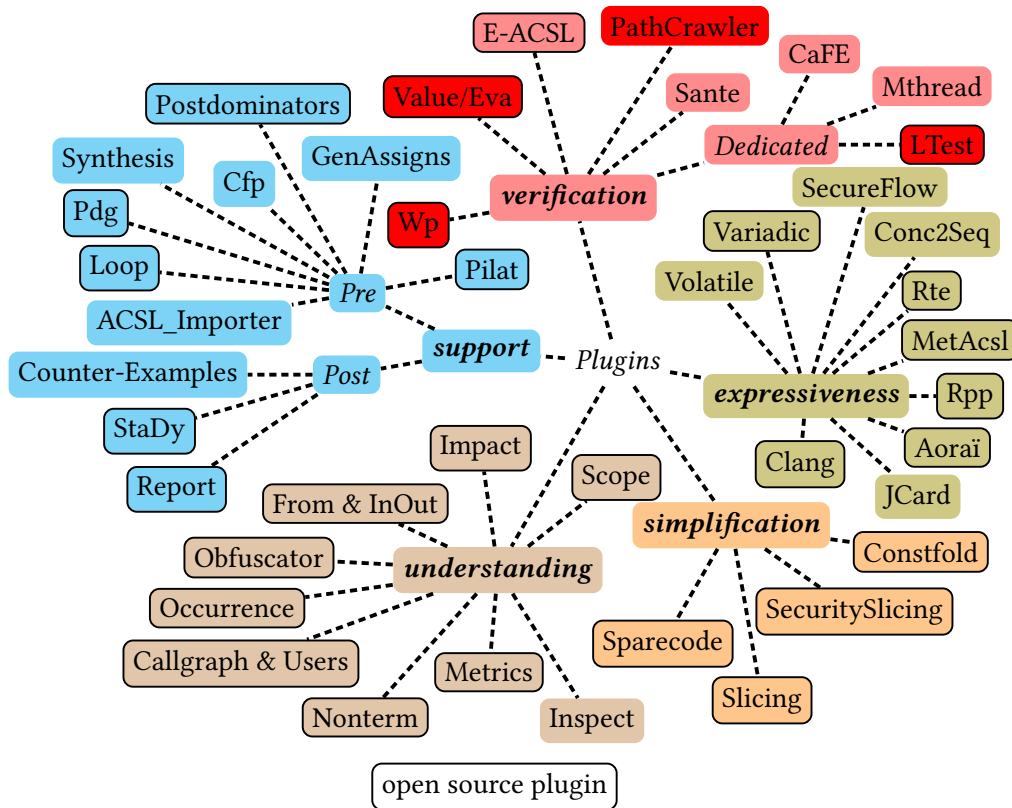 PathCrawler
E-ACSL
CaFE
Mthread
Value/Eva
Sante
Postdominators
Dedicated
LTest
Synthesis
GenAssigns
Cfp
verification
SecureFlow
Pdg
Wp
Variadic
Conc2Seq
Loop
Pilat
Volatile
Rte
Pre
ACSL_Importer
MetAcsl
support
Plugins
Counter-Examples
Post
expressiveness
Rpp
StaDy
Impact
Aoraï
Clang
Scope
Report
JCard
From & InOut
simplification
Obfuscator
Constfold
understanding
Occurrence
SecuritySlicing
Sparecode
Callgraph & Users
Metrics
Slicing
Nonterm
Inspect
open source plugin